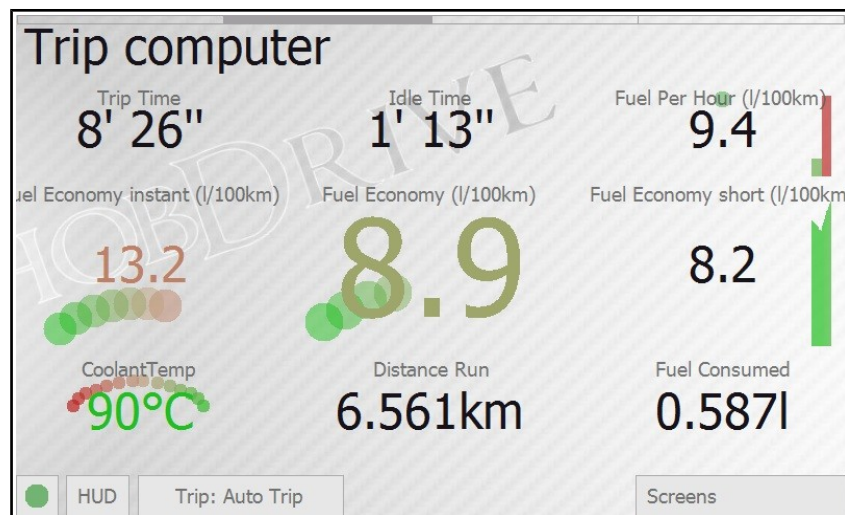 Trip computer
Trip Time
Idle Time
Fuel Per Hour (l/100km)
8' 26"
1' 13"
9.4
uel Economy instant (l/100km)
Fuel Economy (l/100km)
Fuel Economy short (l/100km
13.2
8.9
8.2
CoolantTemp
Distance Run
Fuel Consumed
90°C
6.561km
0.587l
HUD
Trip: Auto Trip
Screens
HOBDRIVE